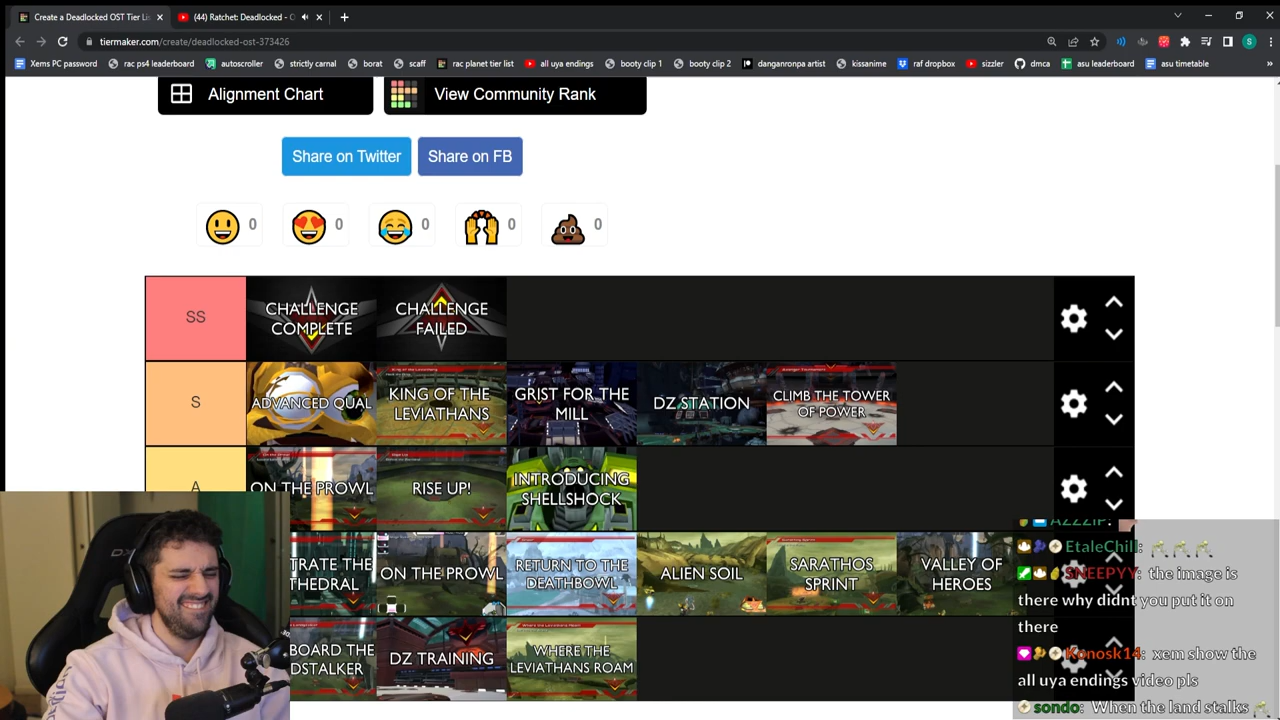 Create a Deadlocked OST Tier Lis
(44) Ratchet: Deadlocked - O
tiermaker.com/create/deadlocked-ost-373426
S
Xems PC password
rac ps4 leaderboard
autoscroller
strictly carnal
borat
scaff
rac planet tier list
all uya endings
booty clip 1
booty clip 2
danganronpa artist
kissanime
raf dropbox
sizzler
dmca
asu leaderboard
asu timetable
Alignment Chart
View Community Rank
Share on Twitter
Share on FB
0
0
0
0
0
SS
CHALLENGE
COMPLETE
CHALLENGE
FAILED
S
ADVANCED QUAL
KING OF THE
LEVIATHANS
GRIST FOR THE
MILL
DZ STATION
CLIMB THE TOWER
OF POWER
A
ON THE PROWL
RISE UP!
INTRODUCING
SHELLSHOCK
TRATE THE
THEDRAL
ON THE PROWL
RETURN TO THE
DEATHBOWL
ALIEN SOIL
SARATHOS
SPRINT
VALLEY OF
HEROES
BOARD THE
DSTALKER
DZ TRAINING
WHERE THE
LEVIATHANS ROAM
AZZZIP:
EtaleChill:
SNEEPYY: the image is
there why didnt you put it on
there
Konosk14: xem show the
all uya endings video pls
sondo: When the land stalks